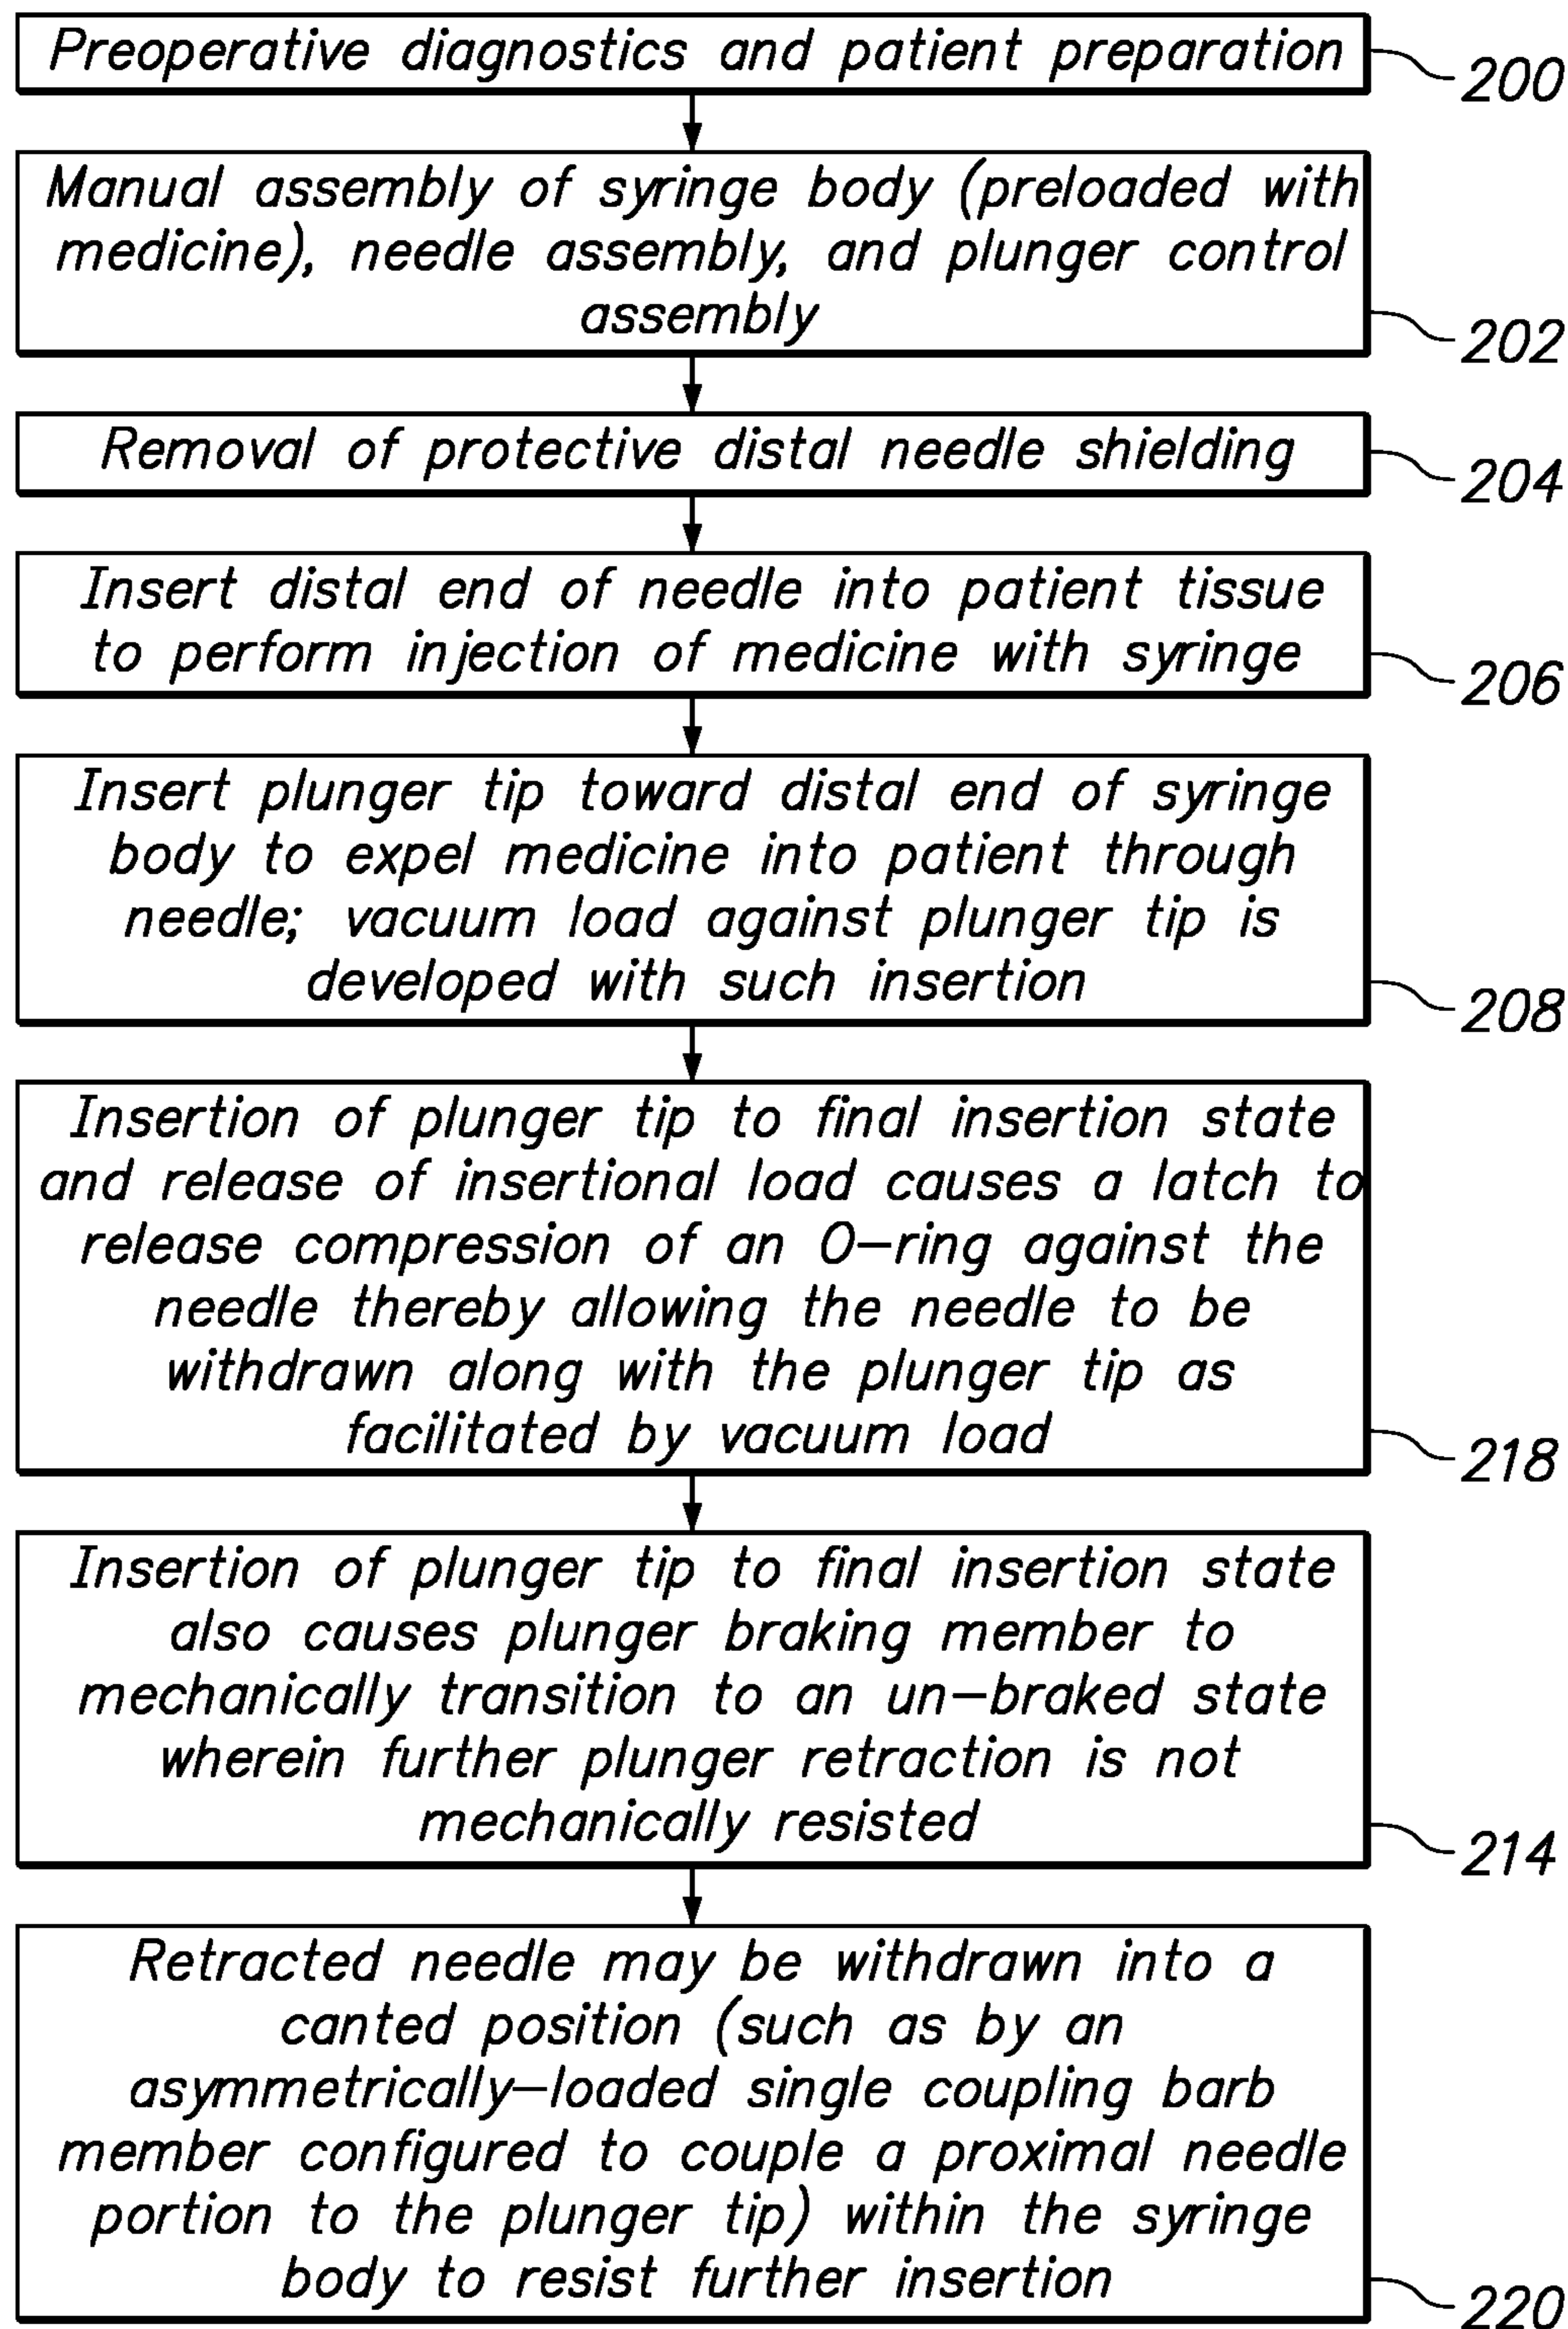 Preoperative diagnostics and patient preparation
200
Manual assembly of syringe body (preloaded with
medicine), needle assembly, and plunger control
assembly
202
Removal of protective distal needle shielding
204
Insert distal end of needle into patient tissue
to perform injection of medicine with syringe
206
Insert plunger tip toward distal end of syringe
body to expel medicine into patient through
needle; vacuum load against plunger tip is
developed with such insertion
208
Insertion of plunger tip to final insertion state
and release of insertional load causes a latch to
release compression of an O-ring against the
needle thereby allowing the needle to be
withdrawn along with the plunger tip as
facilitated by vacuum load
218
Insertion of plunger tip to final insertion state
also causes plunger braking member to
mechanically transition to an un-braked state
wherein further plunger retraction is not
mechanically resisted
214
Retracted needle may be withdrawn into a
canted position (such as by an
asymmetrically-loaded single coupling barb
member configured to couple a proximal needle
portion to the plunger tip) within the syringe
body to resist further insertion
220